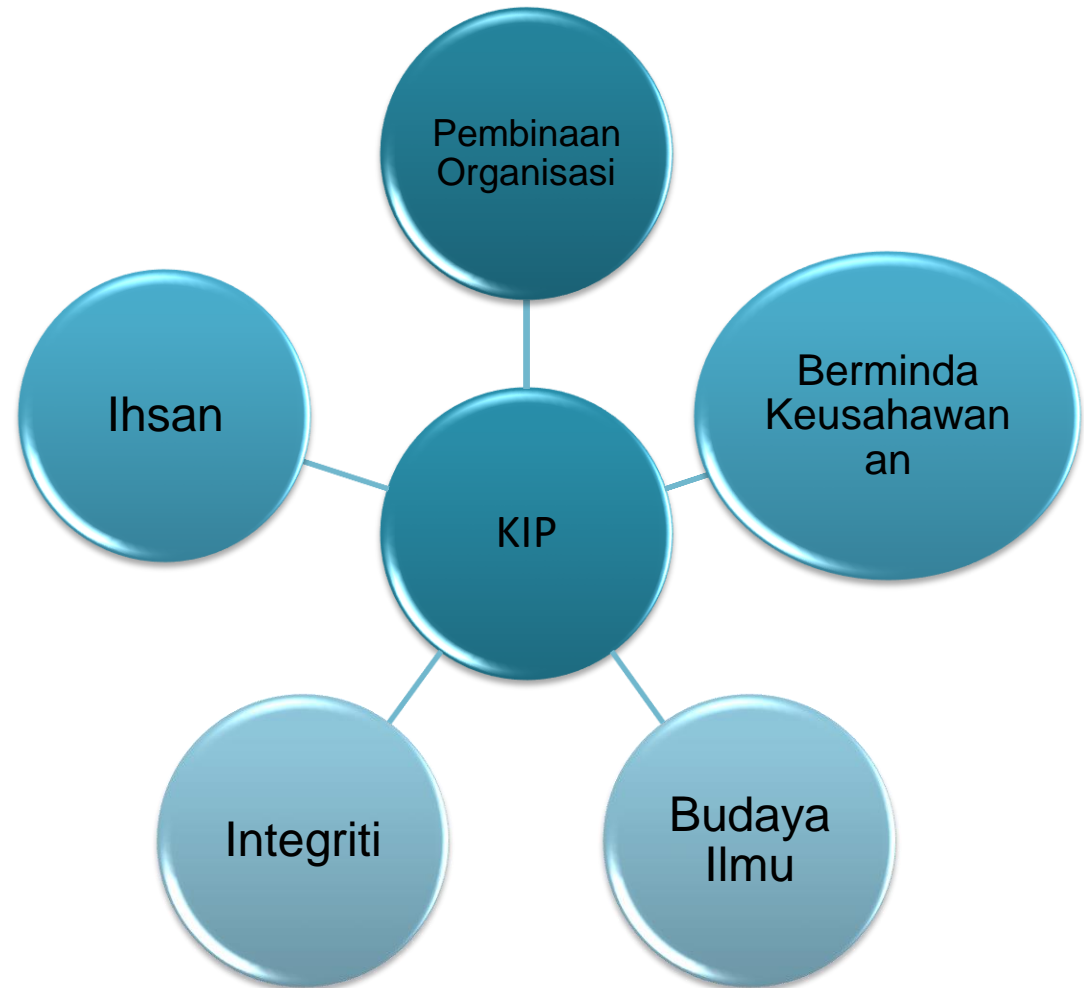 Pembinaan
Organisasi
Berminda
Keusahawan
an
Ihsan
KIP
Integriti
Budaya
Ilmu